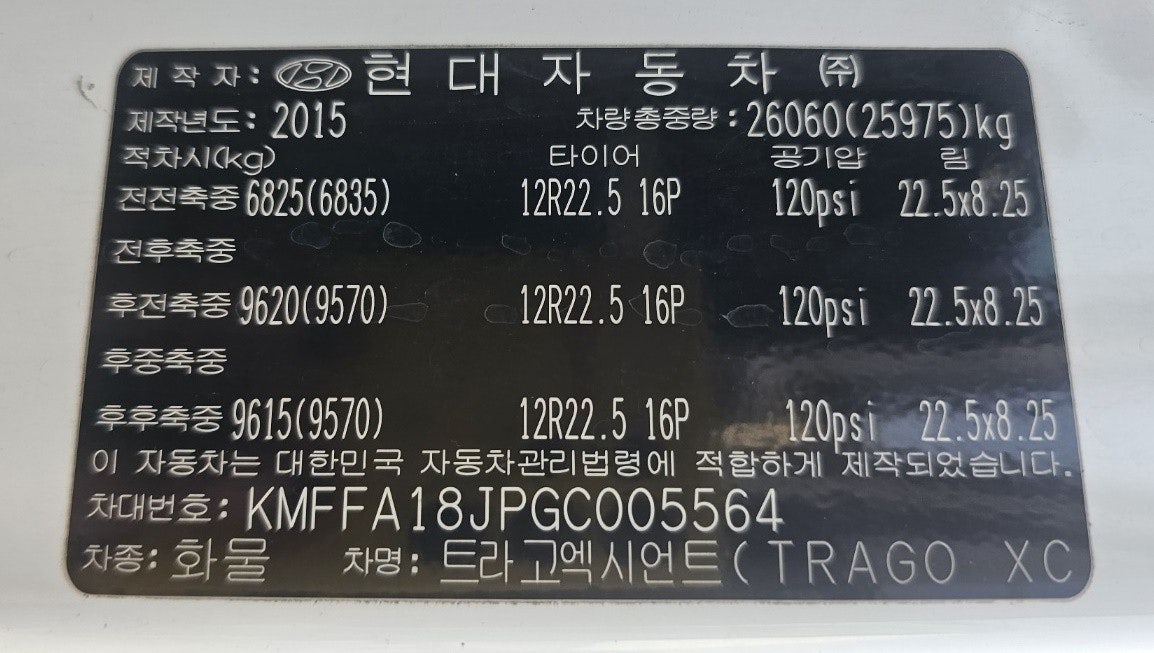 제 작 자: 현 대 자 동 차 ㈜
제작년도: 2015 차량총중량: 26060(25975)kg
적차시(kg) 타이어 공기압 림
전전축중 6825(6835) 12R22.5 16P 120psi 22.5x8.25
전후축중
후전축중 9620(9570) 12R22.5 16P 120psi 22.5x8.25
후중축중
후후축중 9615(9570) 12R22.5 16P 120psi 22.5x8.25
이 자동차는 대한민국 자동차관리법령에 적합하게 제작되었습니다.
차대번호: KMFFA18JPGC005564
차종: 화물 차명: 트라고엑시언트(TRAGO XC